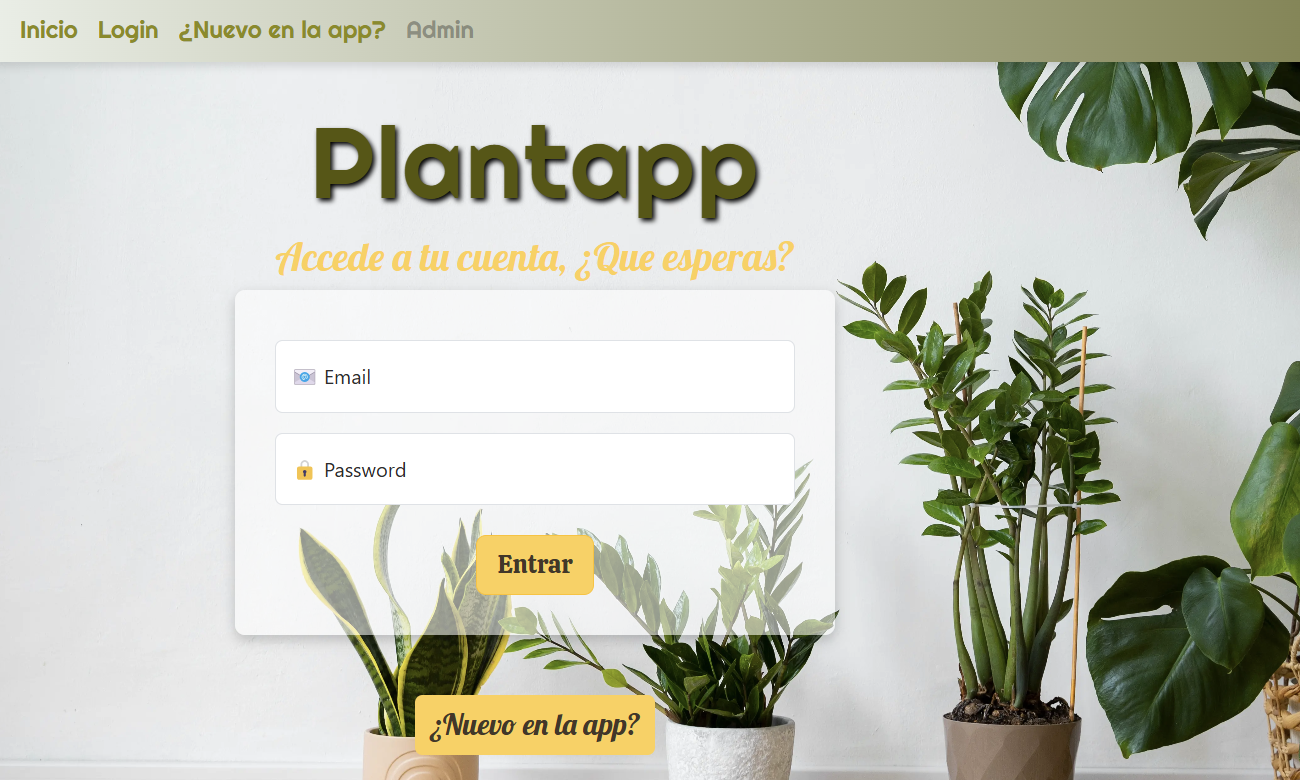 Inicio Login ¿Nuevo en la app? Admin
Plantapp
Accede a tu cuenta, ¿Que esperas?
📧 Email
🔒 Password
Entrar
¿Nuevo en la app?